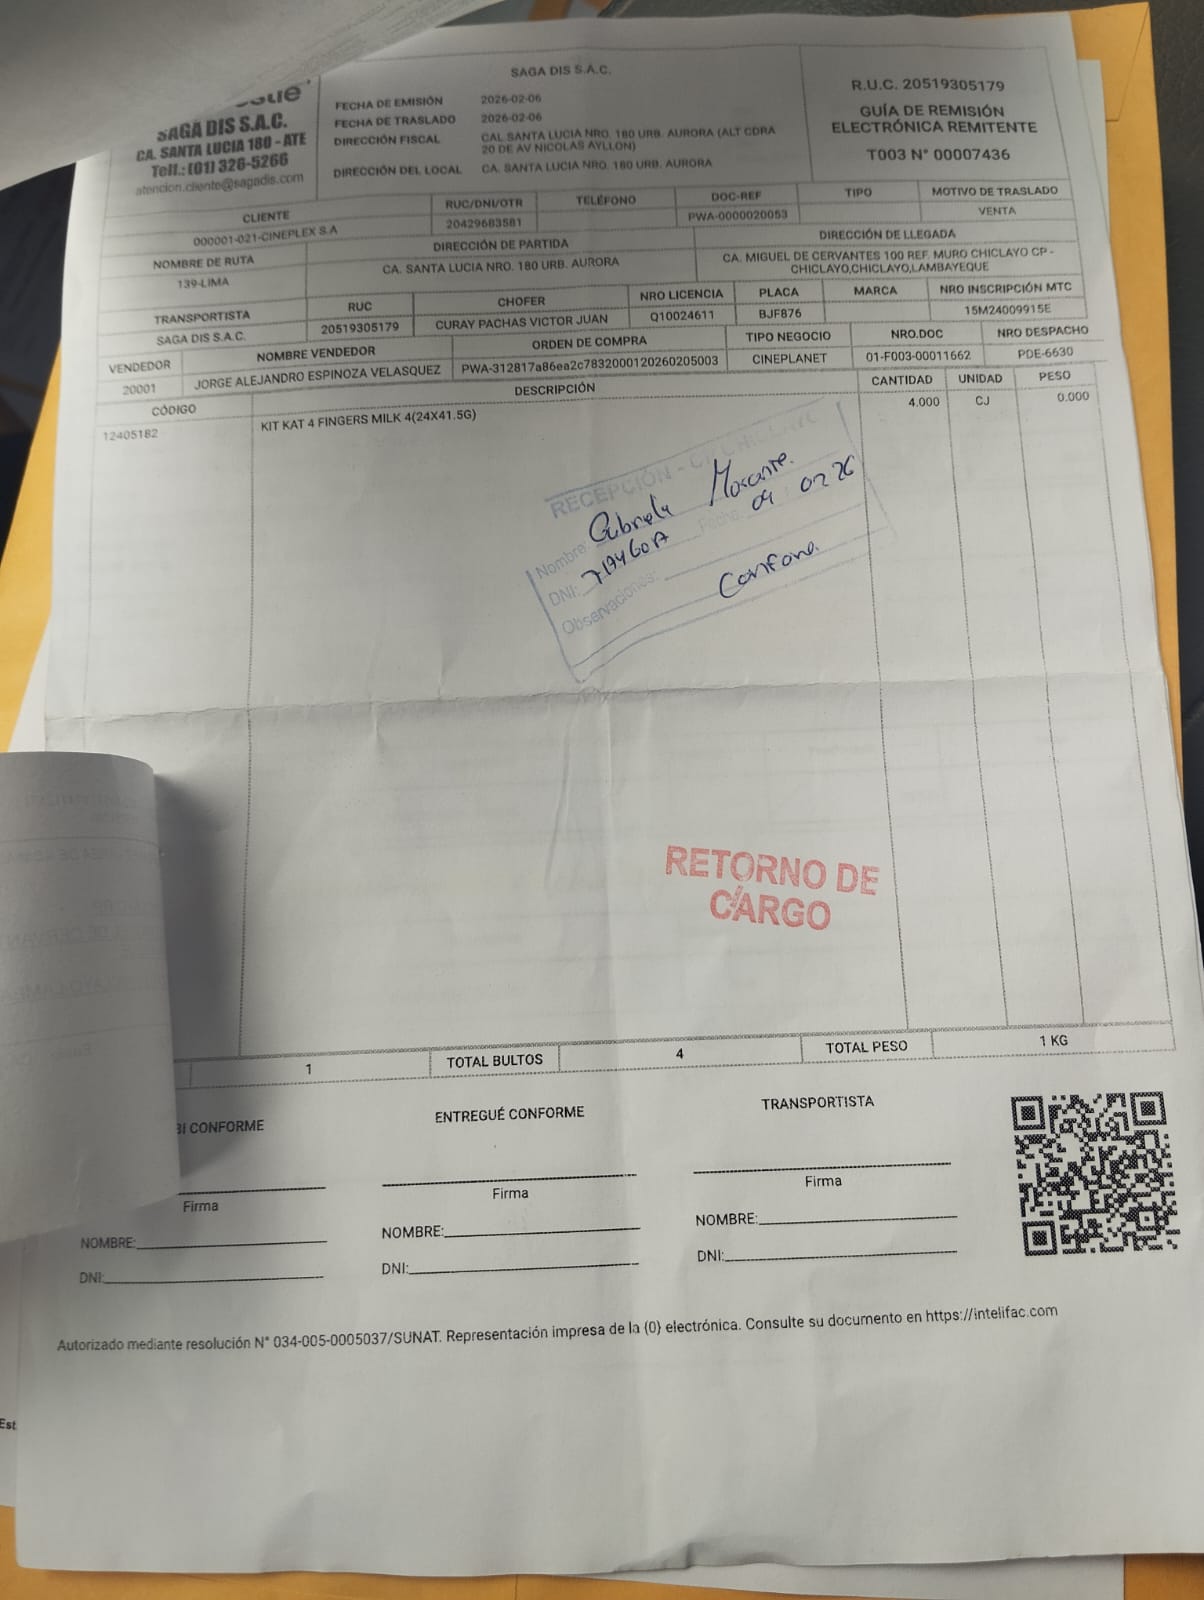 SAGA DIS S.A.C.
CA. SANTA LUCIA 180 - ATE
Telf.: (01) 326-5266
atencion.cliente@sagadis.com
SAGA DIS S.A.C.
FECHA DE EMISIÓN 2026-02-06
FECHA DE TRASLADO 2026-02-06
DIRECCIÓN FISCAL CAL SANTA LUCIA NRO. 180 URB. AURORA (ALT CDRA
20 DE AV NICOLAS AYLLON)
DIRECCIÓN DEL LOCAL CA. SANTA LUCIA NRO. 180 URB. AURORA
R.U.C. 20519305179
GUÍA DE REMISIÓN
ELECTRÓNICA REMITENTE
T003 N° 00007436
CLIENTE RUC/DNI/OTR TELÉFONO DOC-REF TIPO MOTIVO DE TRASLADO
000001-021-CINEPLEX S.A 20429683581 PWA-0000020053 VENTA
NOMBRE DE RUTA DIRECCIÓN DE PARTIDA DIRECCIÓN DE LLEGADA
139-LIMA CA. SANTA LUCIA NRO. 180 URB. AURORA CA. MIGUEL DE CERVANTES 100 REF. MURO CHICLAYO CP -
CHICLAYO,CHICLAYO,LAMBAYEQUE
TRANSPORTISTA RUC CHOFER NRO LICENCIA PLACA MARCA NRO INSCRIPCIÓN MTC
SAGA DIS S.A.C. 20519305179 CURAY PACHAS VICTOR JUAN Q10024611 BJF876 15M24009915E
VENDEDOR NOMBRE VENDEDOR ORDEN DE COMPRA TIPO NEGOCIO NRO.DOC NRO DESPACHO
20001 JORGE ALEJANDRO ESPINOZA VELASQUEZ PWA-312817a86ea2c7832000120260205003 CINEPLANET 01-F003-00011662 PDE-6630
CÓDIGO DESCRIPCIÓN CANTIDAD UNIDAD PESO
12405182 KIT KAT 4 FINGERS MILK 4(24X41.5G) 4.000 CJ 0.000
RECEPCIÓN - CHICLAYO
Nombre: Gabriela
DNI: Fecha: 09 02 26
Observaciones:
RETORNO DE
CARGO
1 TOTAL BULTOS 4 TOTAL PESO 1 KG
BI CONFORME ENTREGUÉ CONFORME TRANSPORTISTA
Firma Firma Firma
NOMBRE: NOMBRE: NOMBRE:
DNI: DNI: DNI:
Autorizado mediante resolución N° 034-005-0005037/SUNAT. Representación impresa de la {0} electrónica. Consulte su documento en https://intelifac.com
Est